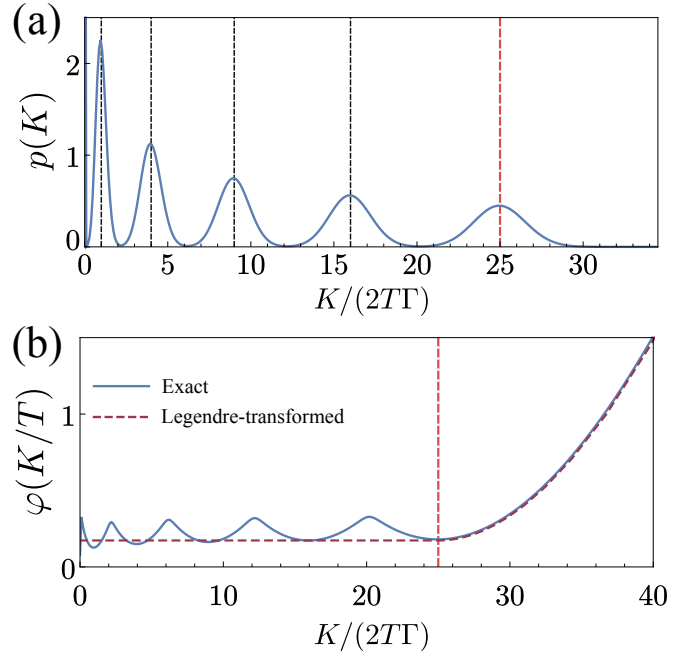 (a)
p(K)
2
1
0
0 5 10 15 20 25 30
K/(2TΓ)
(b)
φ(K/T)
1
0
Exact
Legendre-transformed
0 10 20 30 40
K/(2TΓ)